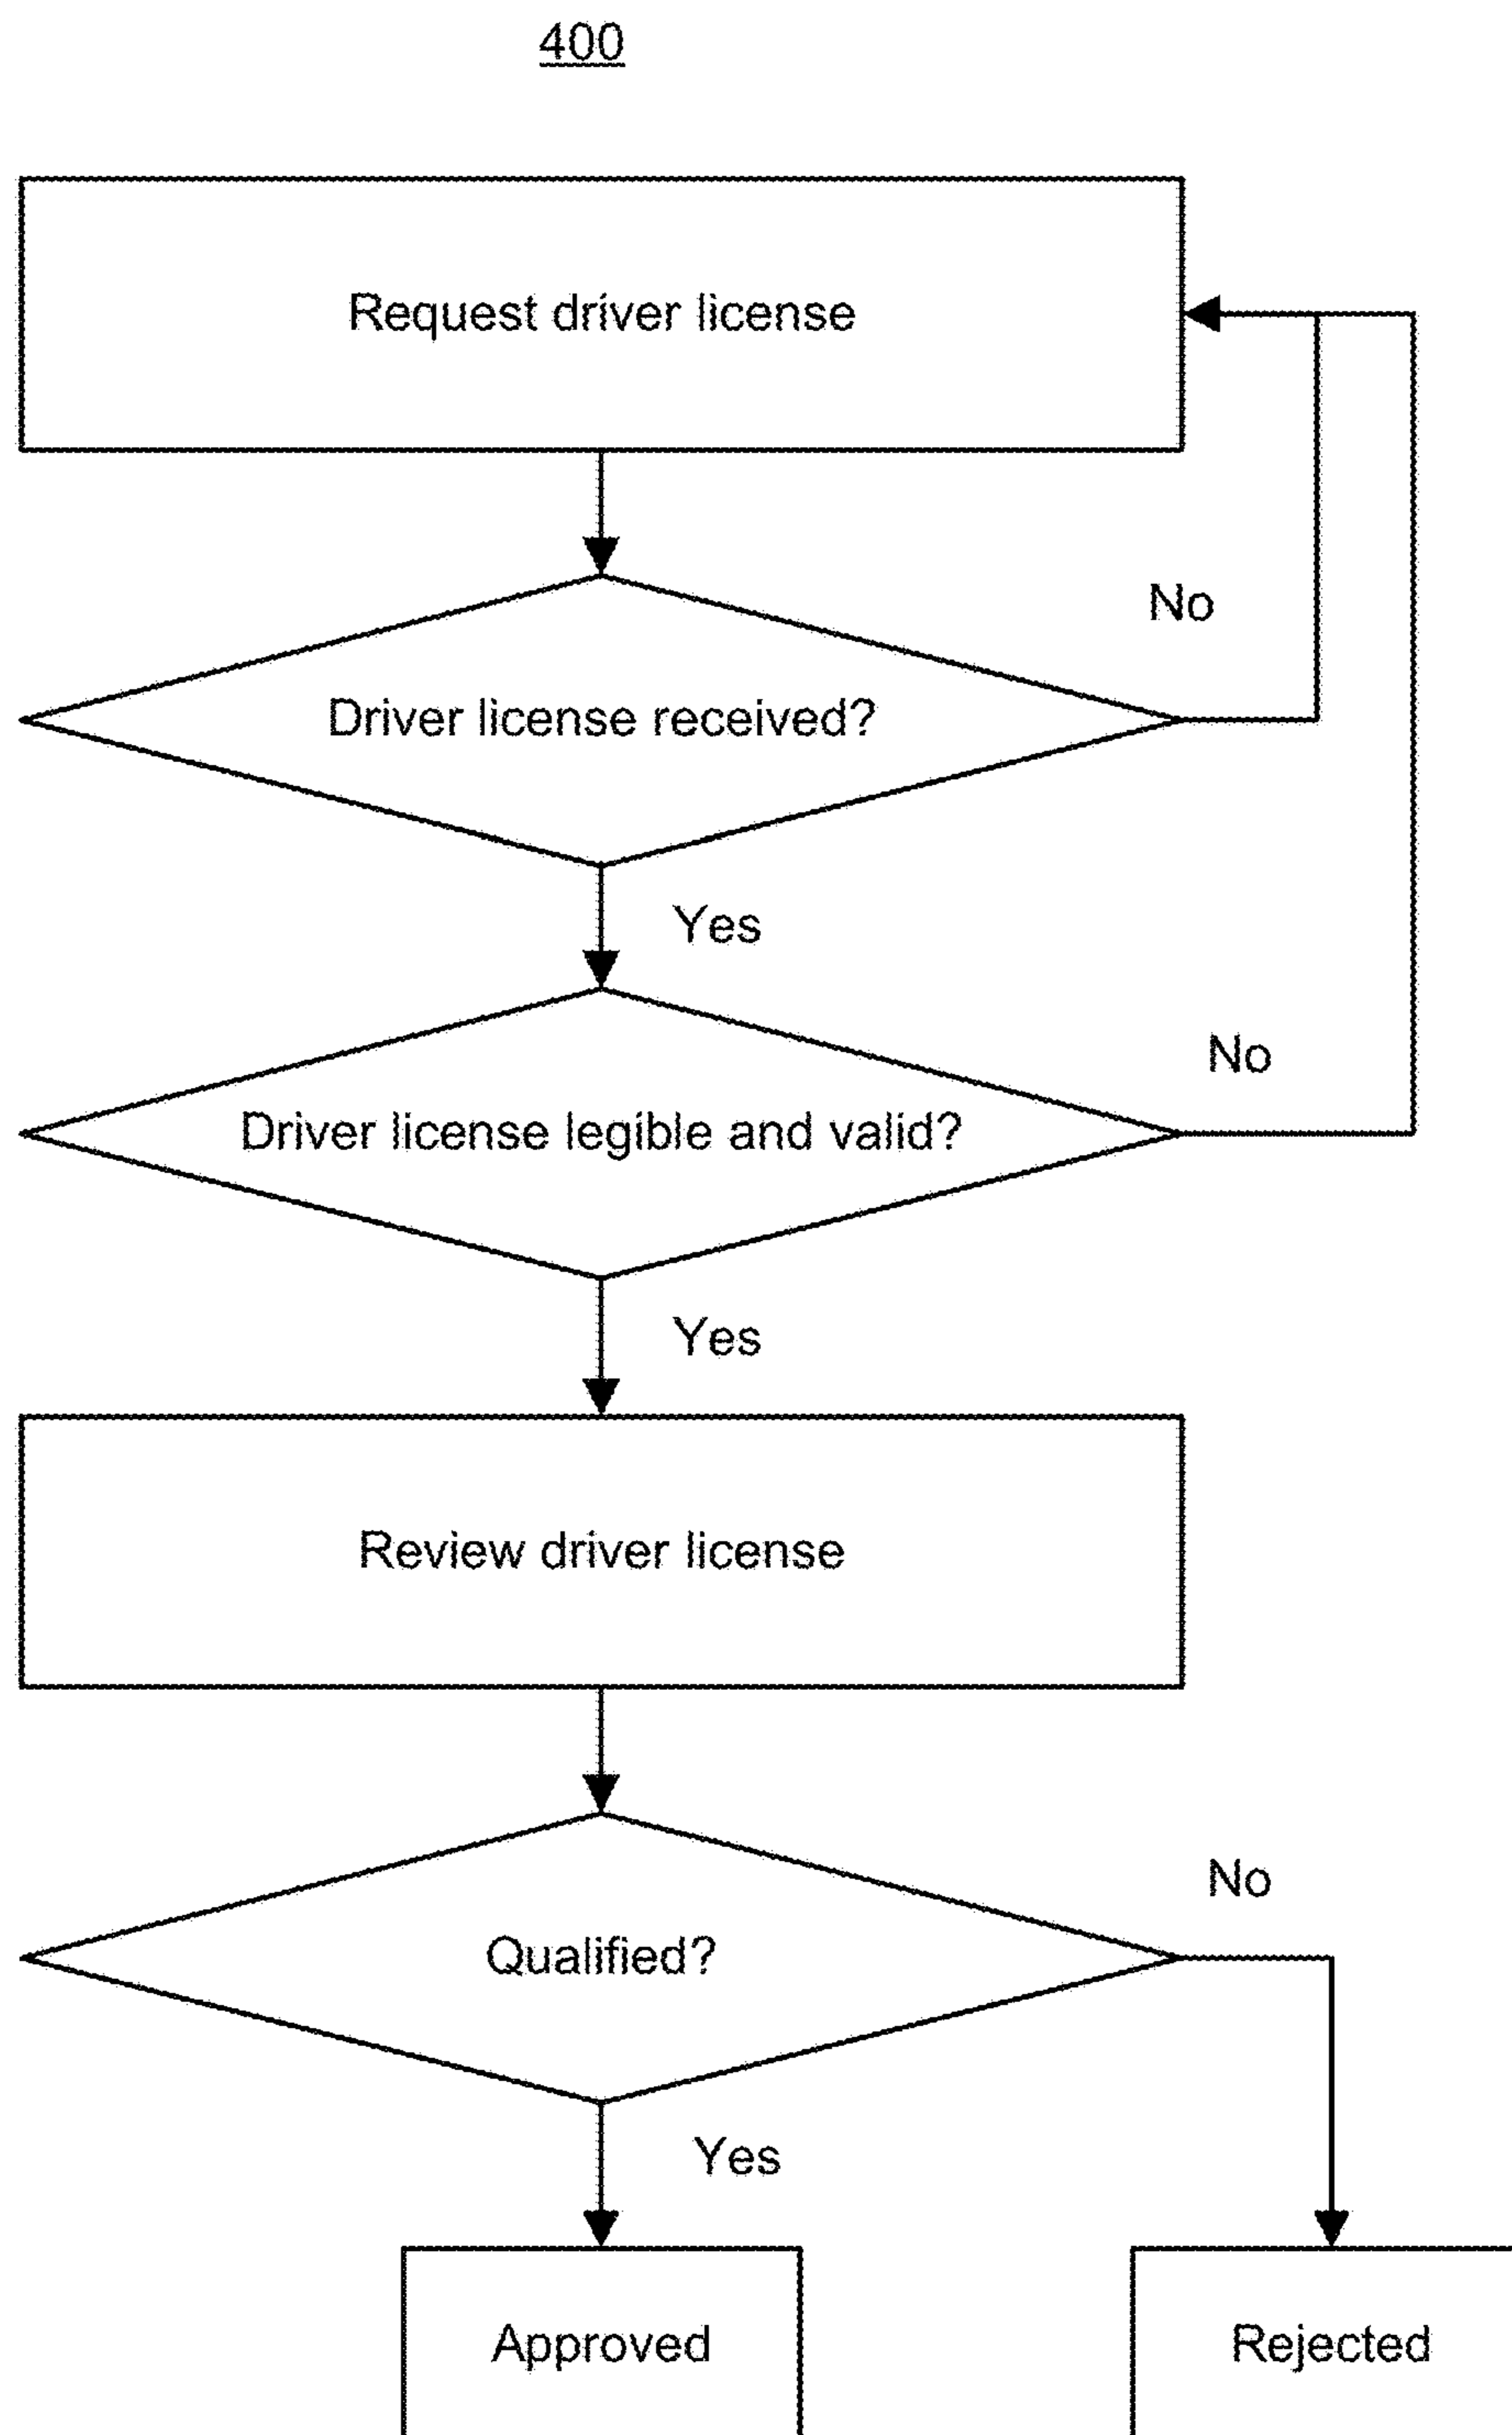 400
Request driver license
No
Driver license received?
Yes
No
Driver license legible and valid?
Yes
Review driver license
No
Qualified?
Yes
Approved
Rejected